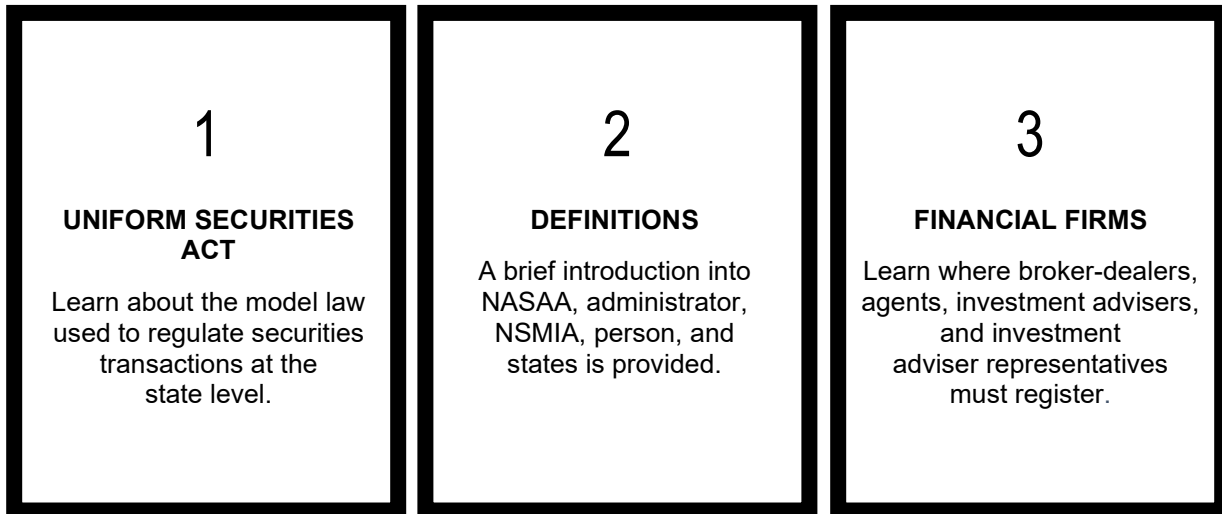 1
UNIFORM SECURITIES
ACT
Learn about the model law
used to regulate securities
transactions at the
state level.
2
DEFINITIONS
A brief introduction into
NASAA, administrator,
NSMIA, person, and
states is provided.
3
FINANCIAL FIRMS
Learn where broker-dealers,
agents, investment advisers,
and investment
adviser representatives
must register.